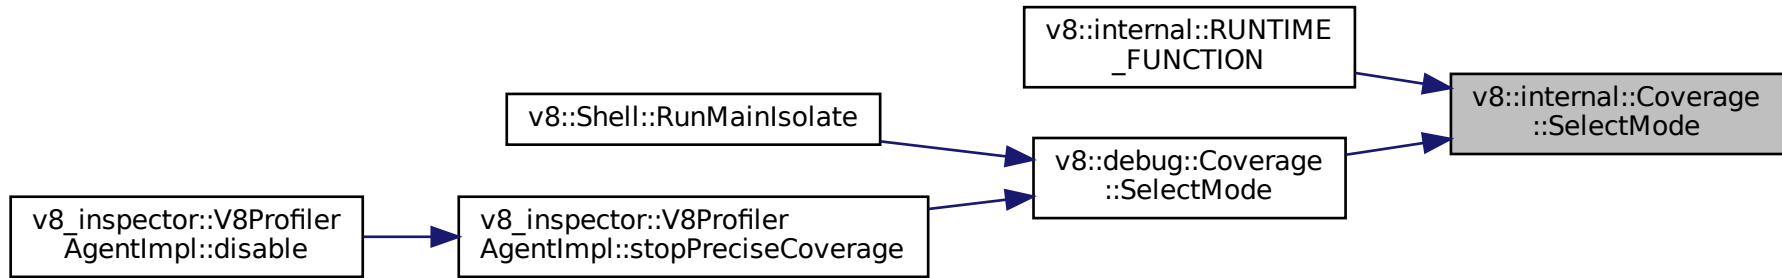 v8::internal::RUNTIME
_FUNCTION
v8::internal::Coverage
::SelectMode
v8::Shell::RunMainIsolate
v8::debug::Coverage
::SelectMode
v8_inspector::V8Profiler
AgentImpl::disable
v8_inspector::V8Profiler
AgentImpl::stopPreciseCoverage